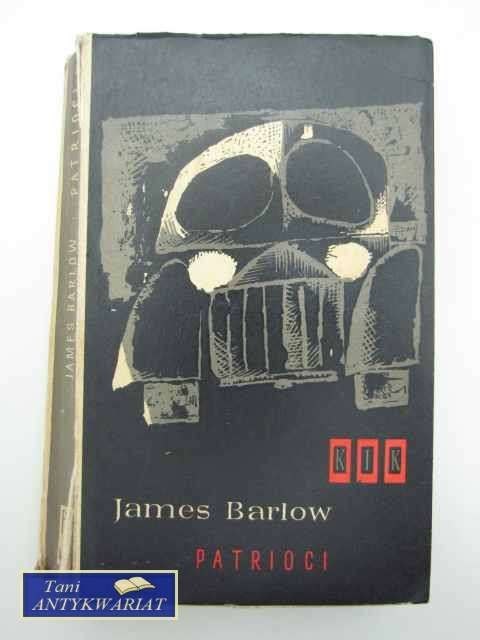 JAMES BARLOW PATRIOCI
KIK
James Barlow
PATRIOCI
Tani
ANTYKWARIAT